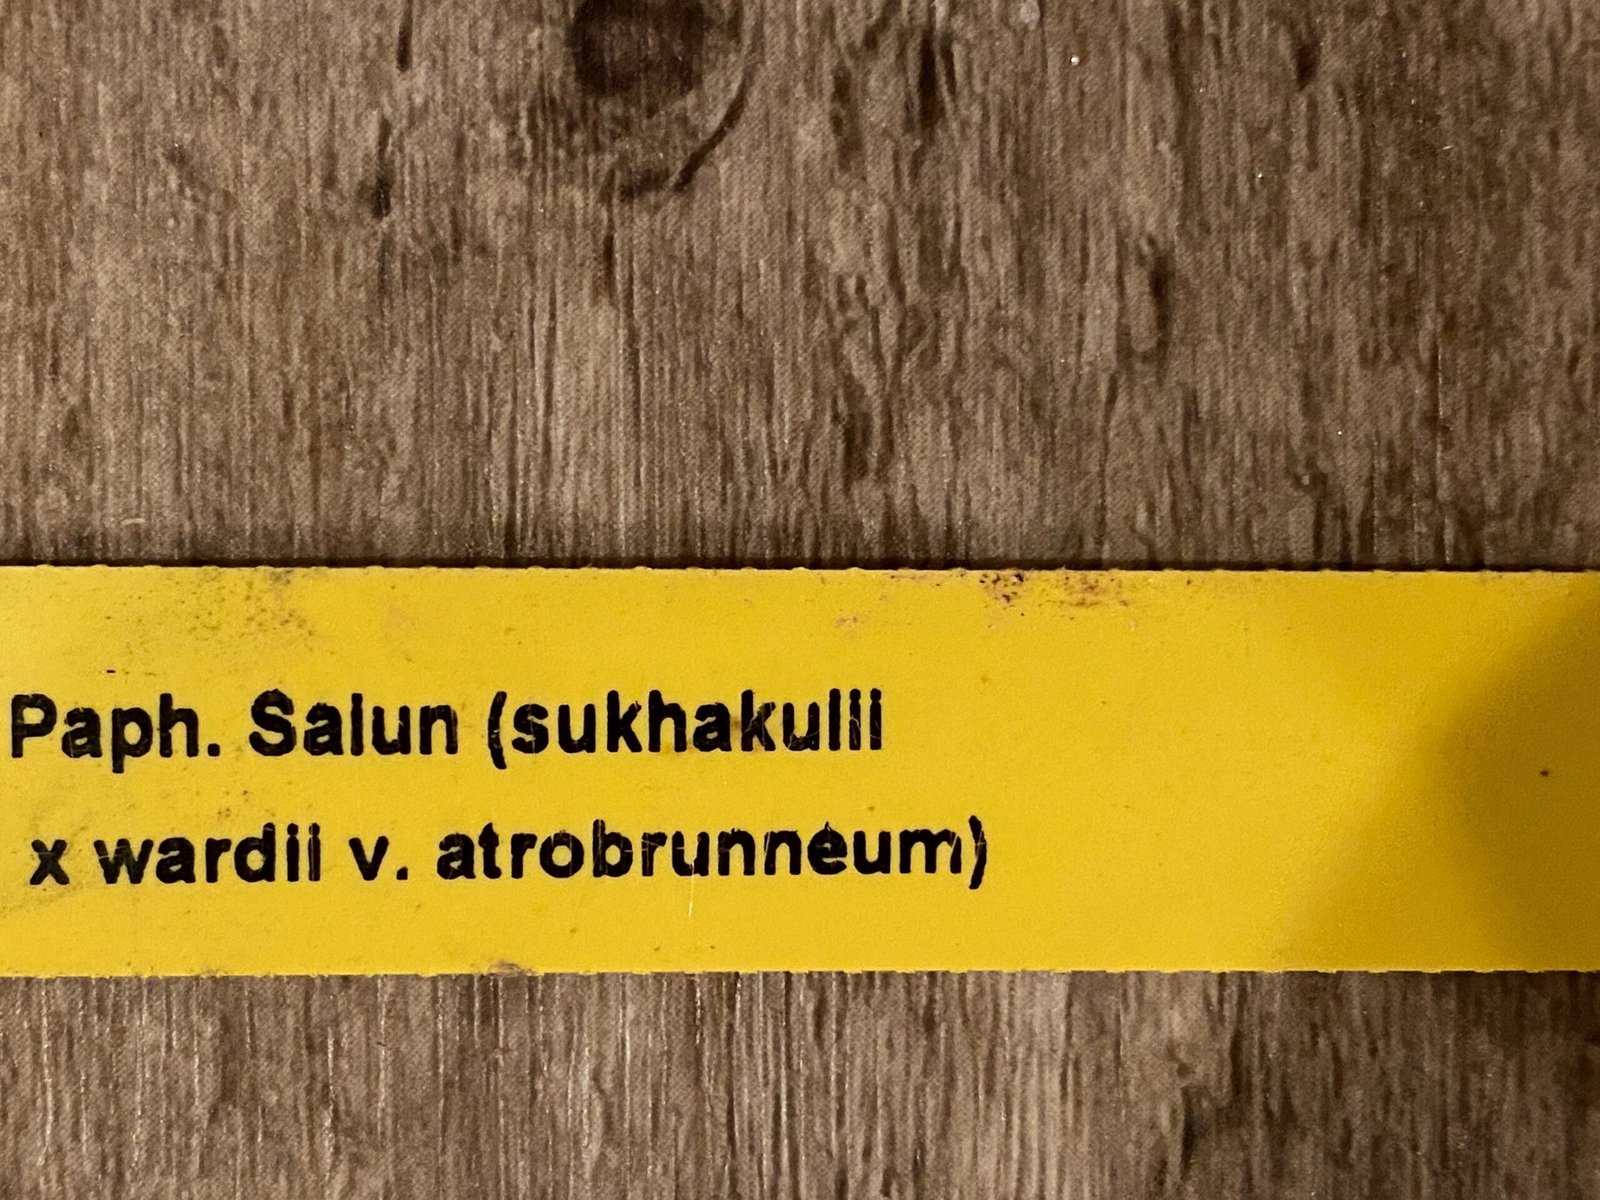 Paph. Salun (sukhakulii
x wardii v. atrobrunneum)